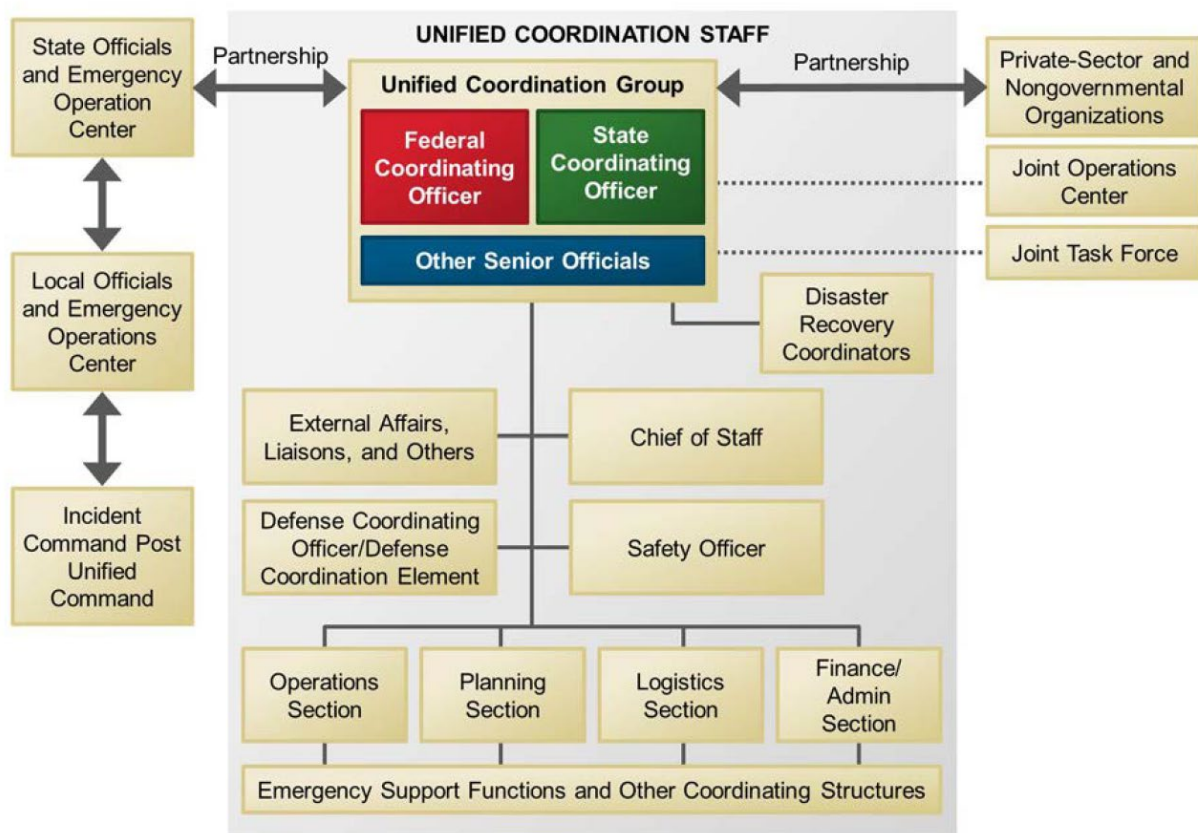 UNIFIED COORDINATION STAFF
State Officials
and Emergency
Operation
Center
Partnership
Unified Coordination Group
Federal
Coordinating
Officer
State
Coordinating
Officer
Other Senior Officials
Partnership
Private-Sector and
Nongovernmental
Organizations
Joint Operations
Center
Joint Task Force
Local Officials
and Emergency
Operations
Center
Disaster
Recovery
Coordinators
External Affairs,
Liaisons, and Others
Chief of Staff
Incident
Command Post
Unified
Command
Defense Coordinating
Officer/Defense
Coordination Element
Safety Officer
Operations
Section
Planning
Section
Logistics
Section
Finance/
Admin
Section
Emergency Support Functions and Other Coordinating Structures